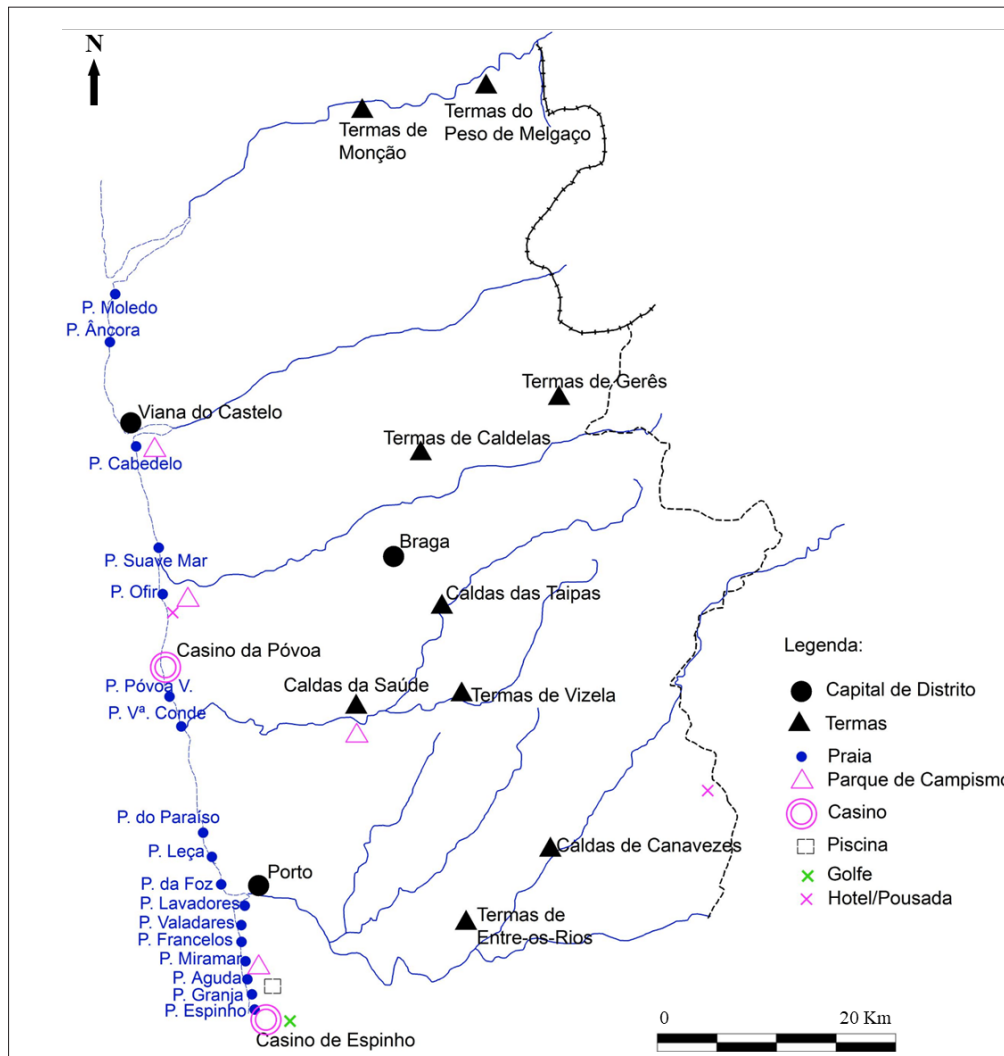 N
Termas de
Monção
Termas do
Peso de Melgaço
P. Moledo
P. Âncora
Viana do Castelo
Termas de Gerês
Termas de Caldelas
P. Cabedelo
Braga
P. Suave Mar
P. Ofir
Caldas das Taipas
Casino da Póvoa
Legenda:
P. Póvoa V.
Caldas da Saúde
Termas de Vizela
P. Vª. Conde
Capital de Distrito
Termas
Praia
Parque de Campismo
Casino
Piscina
Golfe
Hotel/Pousada
P. do Paraíso
P. Leça
Caldas de Canavezes
P. da Foz
Porto
P. Lavadores
P. Valadares
P. Francelos
Termas de
Entre-os-Rios
P. Miramar
P. Aguda
P. Granja
P. Espinho
Casino de Espinho
0 20 Km